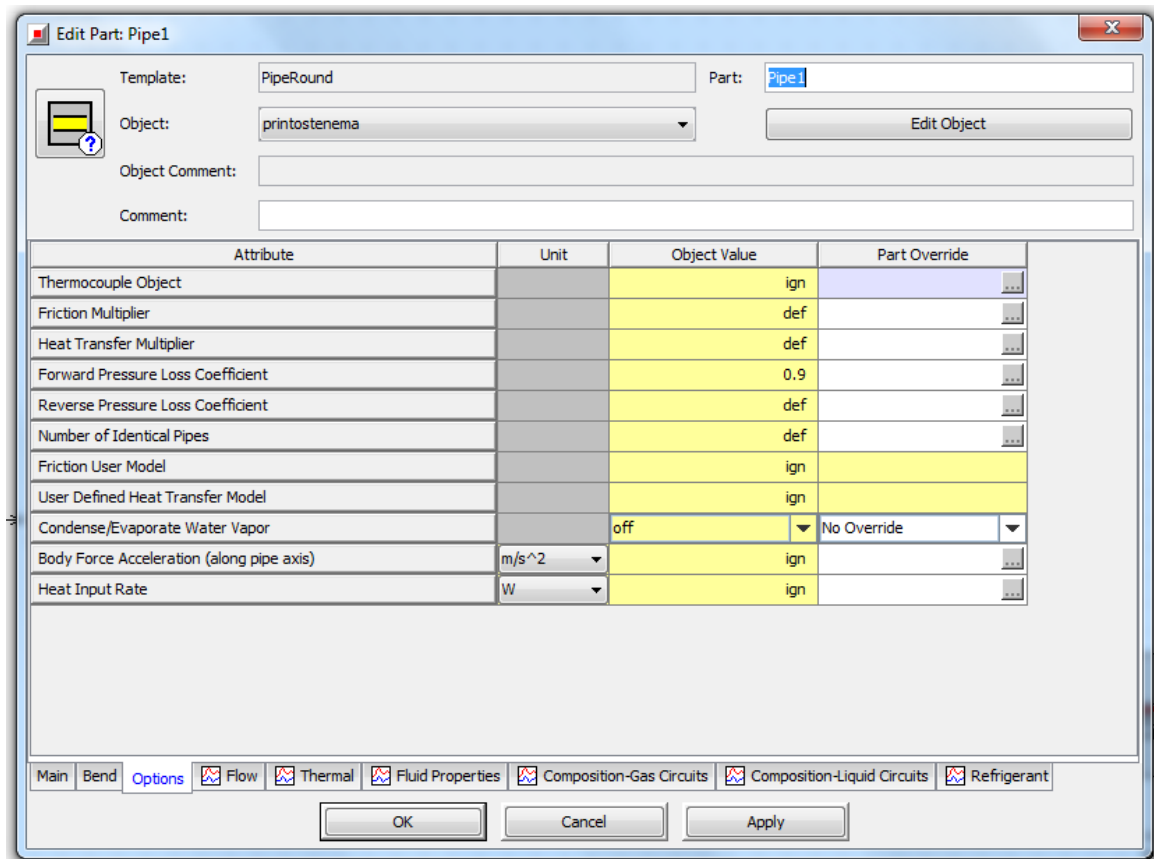 Edit Part: Pipe1
Template: PipeRound Part: Pipe1
Object: printostenema Edit Object
Object Comment:
Comment:
Attribute Unit Object Value Part Override
Thermocouple Object ign ...
Friction Multiplier def ...
Heat Transfer Multiplier def ...
Forward Pressure Loss Coefficient 0.9 ...
Reverse Pressure Loss Coefficient def ...
Number of Identical Pipes def ...
Friction User Model ign
User Defined Heat Transfer Model ign
Condense/Evaporate Water Vapor off No Override
Body Force Acceleration (along pipe axis) m/s^2 ign ...
Heat Input Rate W ign ...
Main Bend Options Flow Thermal Fluid Properties Composition-Gas Circuits Composition-Liquid Circuits Refrigerant
OK Cancel Apply